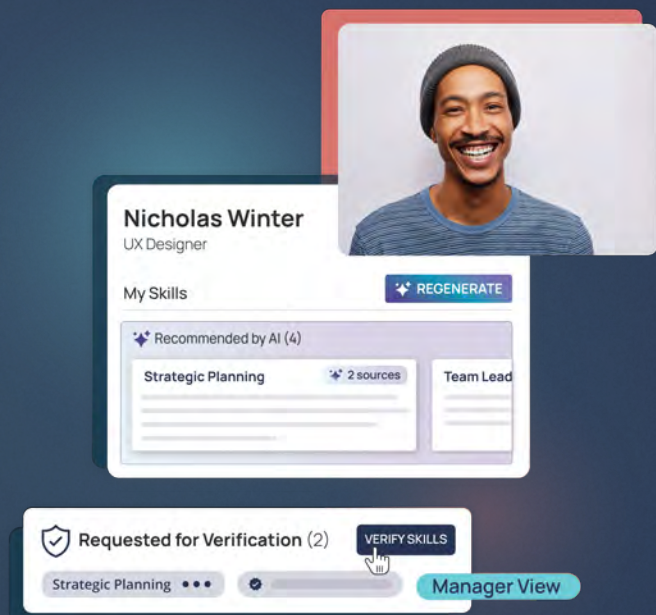 Nicholas Winter
UX Designer
My Skills
REGENERATE
Recommended by AI (4)
Strategic Planning
2 sources
Team Lead
Requested for Verification (2)
VERIFY SKILLS
Strategic Planning
Manager View